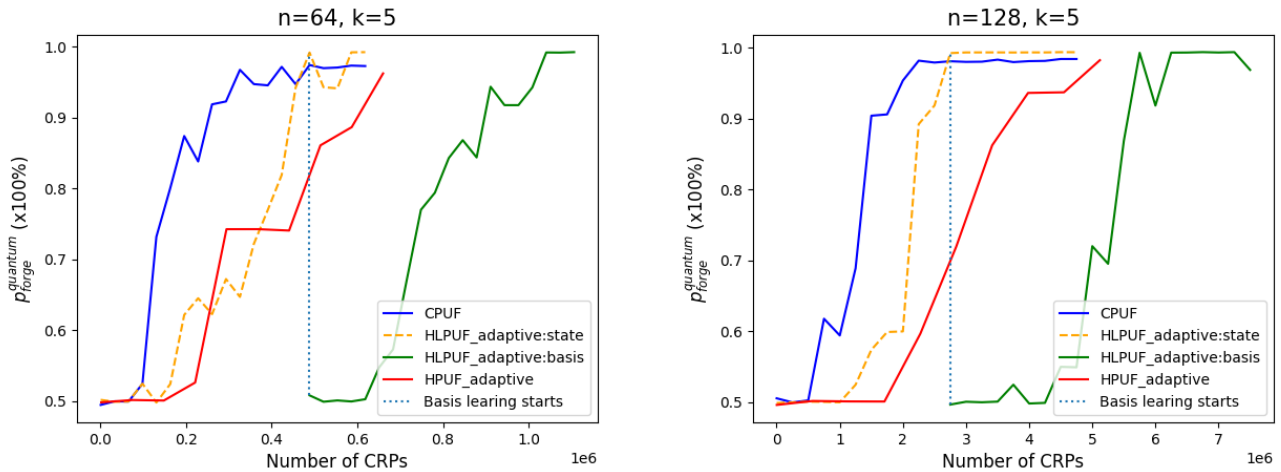 n=64, k=5
1.0
0.9
0.8
0.7
0.6
0.5
p_forge^quantum (x100%)
CPUF
HLPUF_adaptive:state
HLPUF_adaptive:basis
HPUF_adaptive
Basis learing starts
0.0 0.2 0.4 0.6 0.8 1.0
Number of CRPs
1e6
n=128, k=5
1.0
0.9
0.8
0.7
0.6
0.5
p_forge^quantum (x100%)
CPUF
HLPUF_adaptive:state
HLPUF_adaptive:basis
HPUF_adaptive
Basis learing starts
0 1 2 3 4 5 6 7
Number of CRPs
1e6